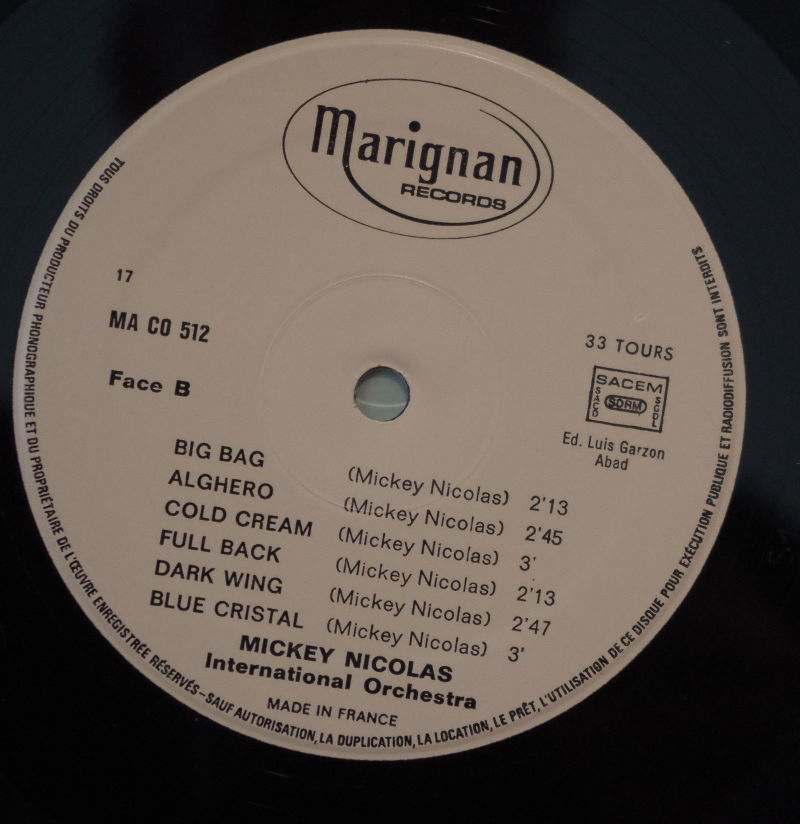 Marignan
RECORDS
17
MA CO 512
Face B
33 TOURS
SACEM
SACD SDRM SGDL
Ed. Luis Garzon
Abad
BIG BAG (Mickey Nicolas) 2'13
ALGHERO (Mickey Nicolas) 2'45
COLD CREAM (Mickey Nicolas) 3'
FULL BACK (Mickey Nicolas) 2'13
DARK WING (Mickey Nicolas) 2'47
BLUE CRISTAL (Mickey Nicolas) 3'
MICKEY NICOLAS
International Orchestra
MADE IN FRANCE
TOUS DROITS DU PRODUCTEUR PHONOGRAPHIQUE ET DU PROPRIÉTAIRE DE L'ŒUVRE ENREGISTRÉE RÉSERVÉS - SAUF AUTORISATION, LA DUPLICATION, LA LOCATION, LE PRÊT, L'UTILISATION DE CE DISQUE POUR EXÉCUTION PUBLIQUE ET RADIODIFFUSION SONT INTERDITS